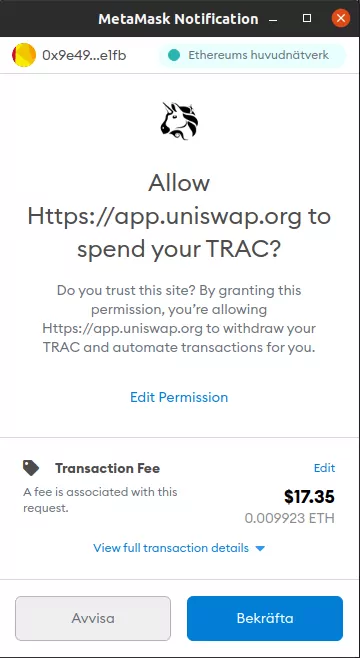 MetaMask Notification
0x9e49...e1fb
Ethereums huvudnätverk
Allow
Https://app.uniswap.org to
spend your TRAC?
Do you trust this site? By granting this
permission, you’re allowing
Https://app.uniswap.org to withdraw your
TRAC and automate transactions for you.
Edit Permission
Transaction Fee
Edit
A fee is associated with this
request.
$17.35
0.009923 ETH
View full transaction details
Avvisa
Bekräfta